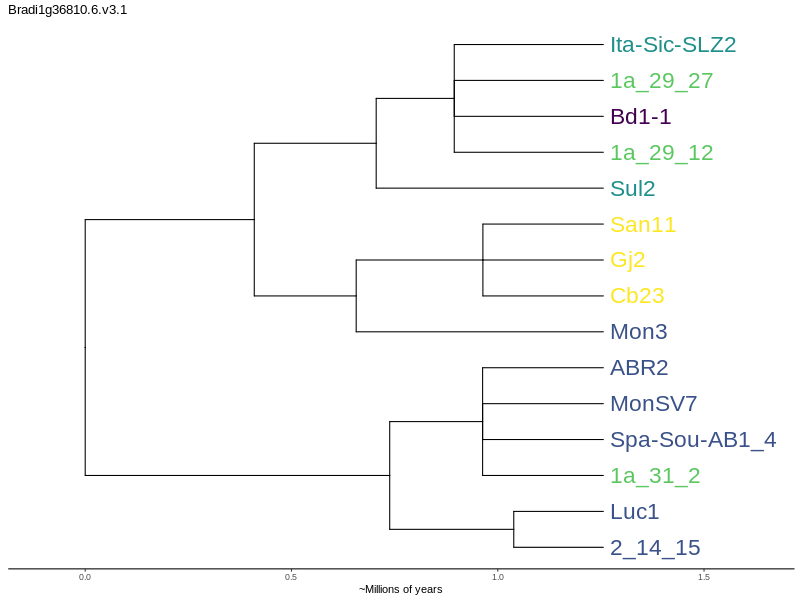 Bradi1g36810.6.v3.1
Ita-Sic-SLZ2
1a_29_27
Bd1-1
1a_29_12
Sul2
San11
Gj2
Cb23
Mon3
ABR2
MonSV7
Spa-Sou-AB1_4
1a_31_2
Luc1
2_14_15
0.0 0.5 1.0 1.5
~Millions of years